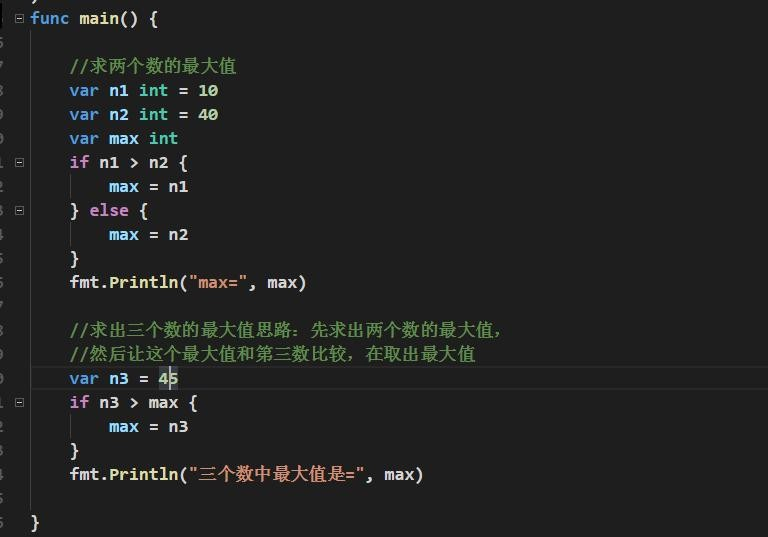 func main() {
//求两个数的最大值
var n1 int = 10
var n2 int = 40
var max int
if n1 > n2 {
max = n1
} else {
max = n2
}
fmt.Println("max=", max)
//求出三个数的最大值思路：先求出两个数的最大值，
//然后让这个最大值和第三数比较，在取出最大值
var n3 = 45
if n3 > max {
max = n3
}
fmt.Println("三个数中最大值是=", max)
}